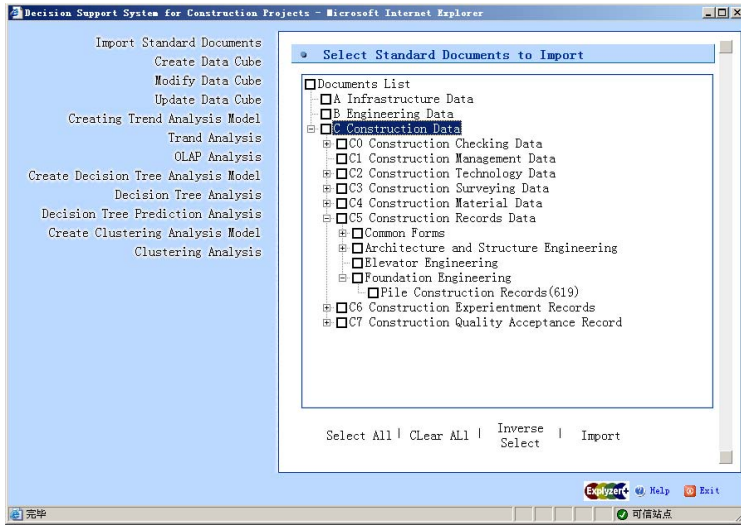 Decision Support System for Construction Projects - Microsoft Internet Explorer
Import Standard Documents
Create Data Cube
Modify Data Cube
Update Data Cube
Creating Trend Analysis Model
Trand Analysis
OLAP Analysis
Create Decision Tree Analysis Model
Decision Tree Analysis
Decision Tree Prediction Analysis
Create Clustering Analysis Model
Clustering Analysis
Select Standard Documents to Import
Documents List
A Infrastructure Data
B Engineering Data
C Construction Data
C0 Construction Checking Data
C1 Construction Management Data
C2 Construction Technology Data
C3 Construction Surveying Data
C4 Construction Material Data
C5 Construction Records Data
Common Forms
Architecture and Structure Engineering
Elevator Engineering
Foundation Engineering
Pile Construction Records(619)
C6 Construction Experientment Records
C7 Construction Quality Acceptance Record
Select All | CLear ALl | Inverse Select | Import
Explyzer+ Help Exit
完毕 可信站点